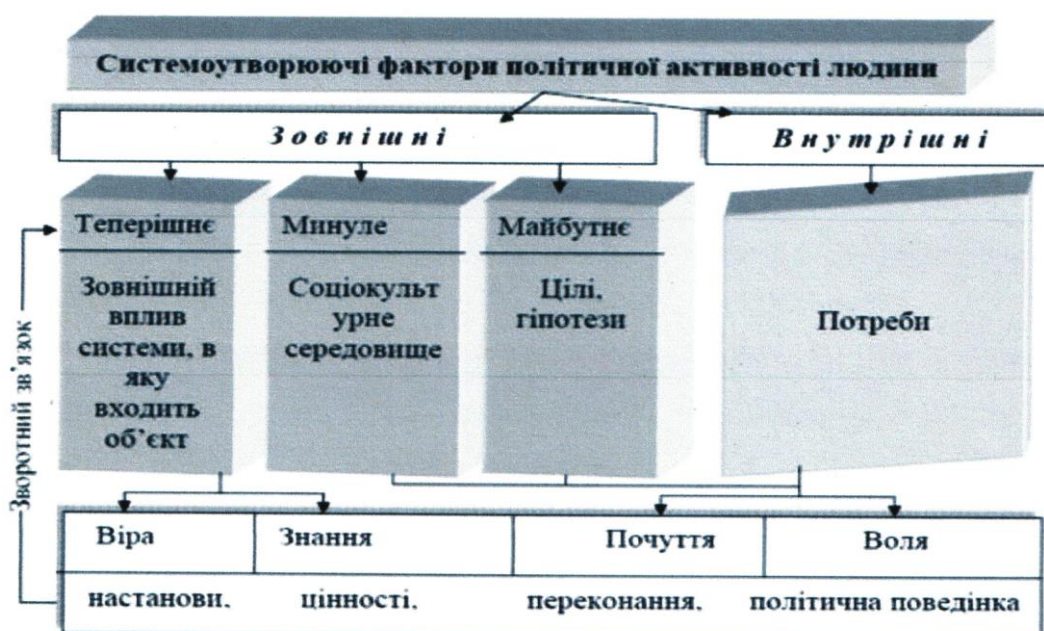 Системоутворюючі фактори політичної активності людини
Зовнішні
Внутрішні
Теперішнє
Зовнішній
вплив
системи, в
яку
входить
об’єкт
Минуле
Соціокульт
урне
середовище
Майбутнє
Цілі,
гіпотези
Потреби
Зворотний зв’язок
Віра Знання Почуття Воля
настанови, цінності, переконання, політична поведінка